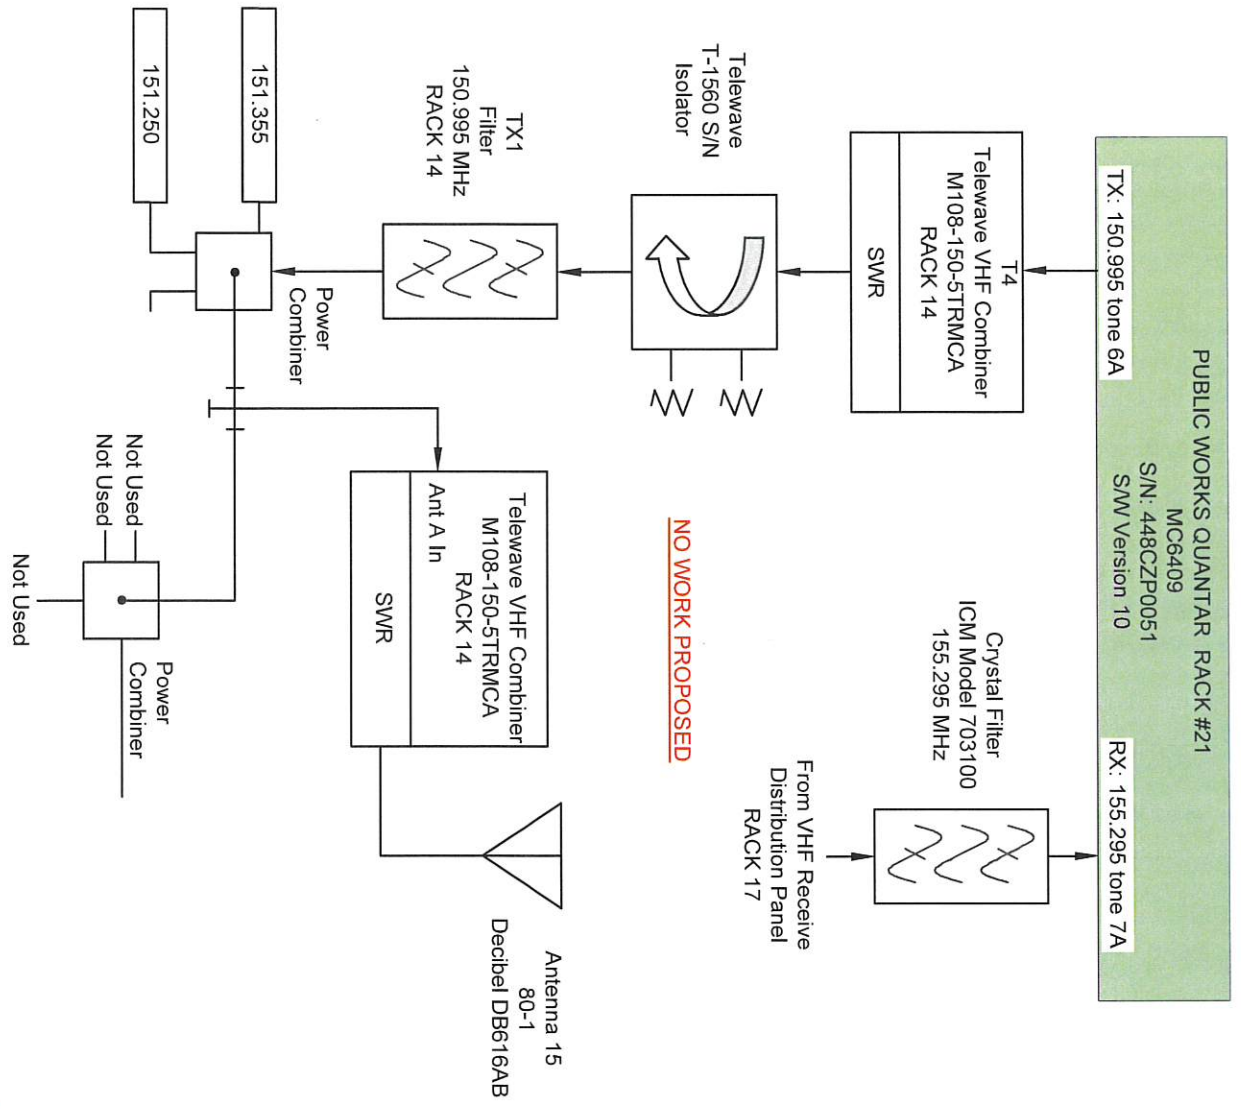 PUBLIC WORKS QUANTAR RACK #21
MC6409
S/N: 448CZP0051
S/W Version 10
TX: 150.995 tone 6A
RX: 155.295 tone 7A
T4
Telewave VHF Combiner
M108-150-5TRMCA
RACK 14
SWR
Crystal Filter
ICM Model 703100
155.295 MHz
From VHF Receive
Distribution Panel
RACK 17
Telewave
T-1560 S/N
Isolator
NO WORK PROPOSED
TX1
Filter
150.995 MHz
RACK 14
Telewave VHF Combiner
M108-150-5TRMCA
RACK 14
Ant A In
SWR
Antenna 15
80-1
Decibel DB616AB
151.355
151.250
Power
Combiner
Not Used
Not Used
Power
Combiner
Not Used